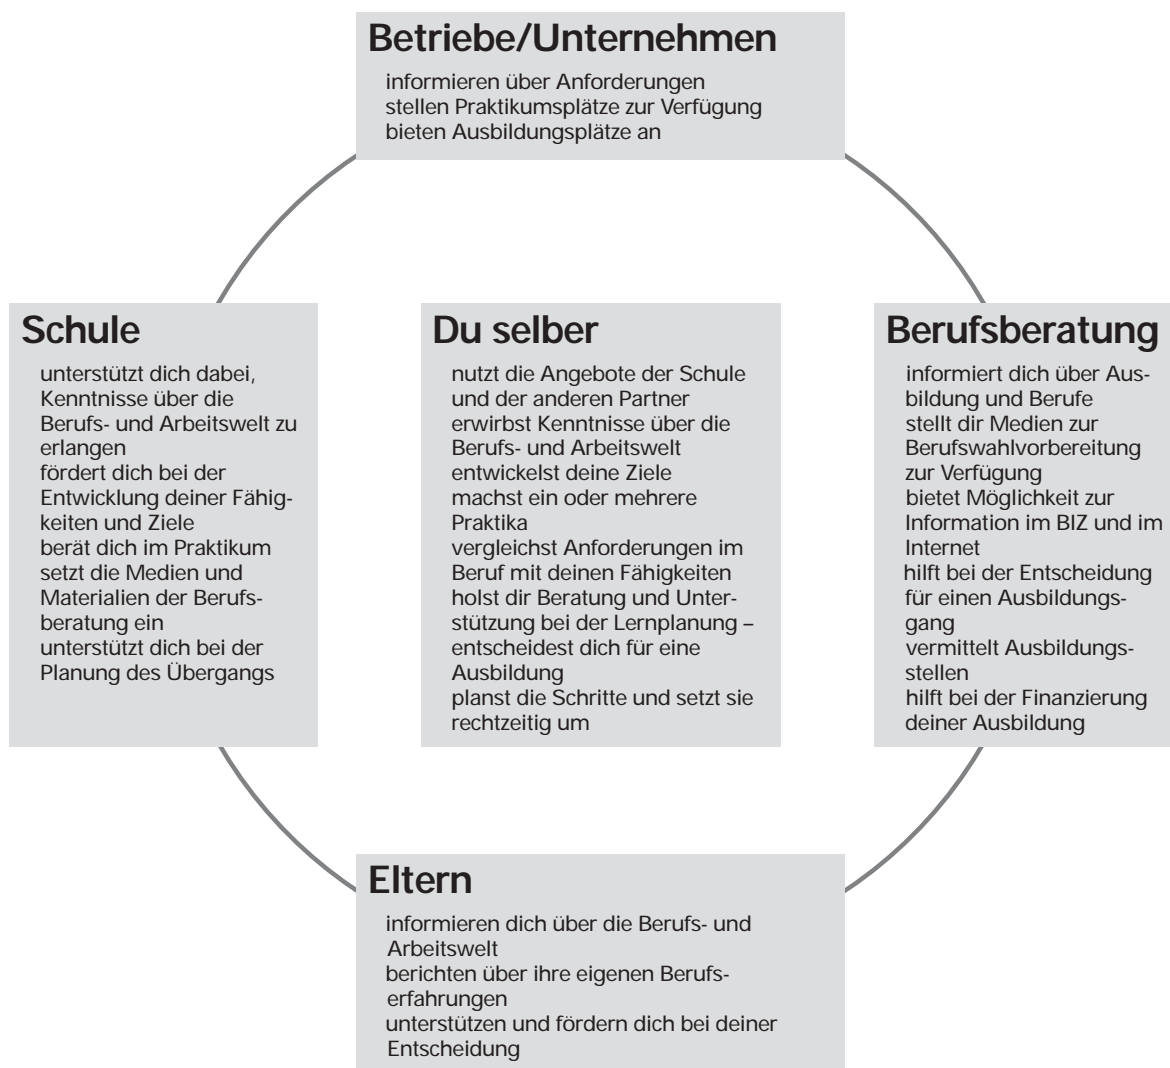 Betriebe/Unternehmen
informieren über Anforderungen
stellen Praktikumsplätze zur Verfügung
bieten Ausbildungsplätze an
Schule
unterstützt dich dabei,
Kenntnisse über die
Berufs- und Arbeitswelt zu
erlangen
fördert dich bei der
Entwicklung deiner Fähig-
keiten und Ziele
berät dich im Praktikum
setzt die Medien und
Materialien der Berufs-
beratung ein
unterstützt dich bei der
Planung des Übergangs
Du selber
nutzt die Angebote der Schule
und der anderen Partner
erwirbst Kenntnisse über die
Berufs- und Arbeitswelt
entwickelst deine Ziele
machst ein oder mehrere
Praktika
vergleichst Anforderungen im
Beruf mit deinen Fähigkeiten
holst dir Beratung und Unter-
stützung bei der Lernplanung –
entscheidest dich für eine
Ausbildung
planst die Schritte und setzt sie
rechtzeitig um
Berufsberatung
informiert dich über Aus-
bildung und Berufe
stellt dir Medien zur
Berufswahlvorbereitung
zur Verfügung
bietet Möglichkeit zur
Information im BIZ und im
Internet
hilft bei der Entscheidung
für einen Ausbildungs-
gang
vermittelt Ausbildungs-
stellen
hilft bei der Finanzierung
deiner Ausbildung
Eltern
informieren dich über die Berufs- und
Arbeitswelt
berichten über ihre eigenen Berufs-
erfahrungen
unterstützen und fördern dich bei deiner
Entscheidung